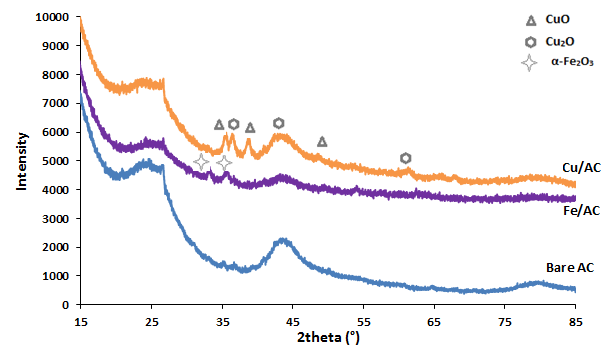 10000
9000
8000
7000
6000
5000
4000
3000
2000
1000
0
Intensity
CuO
Cu₂O
α-Fe₂O₃
Cu/AC
Fe/AC
Bare AC
15 25 35 45 55 65 75 85
2theta (°)